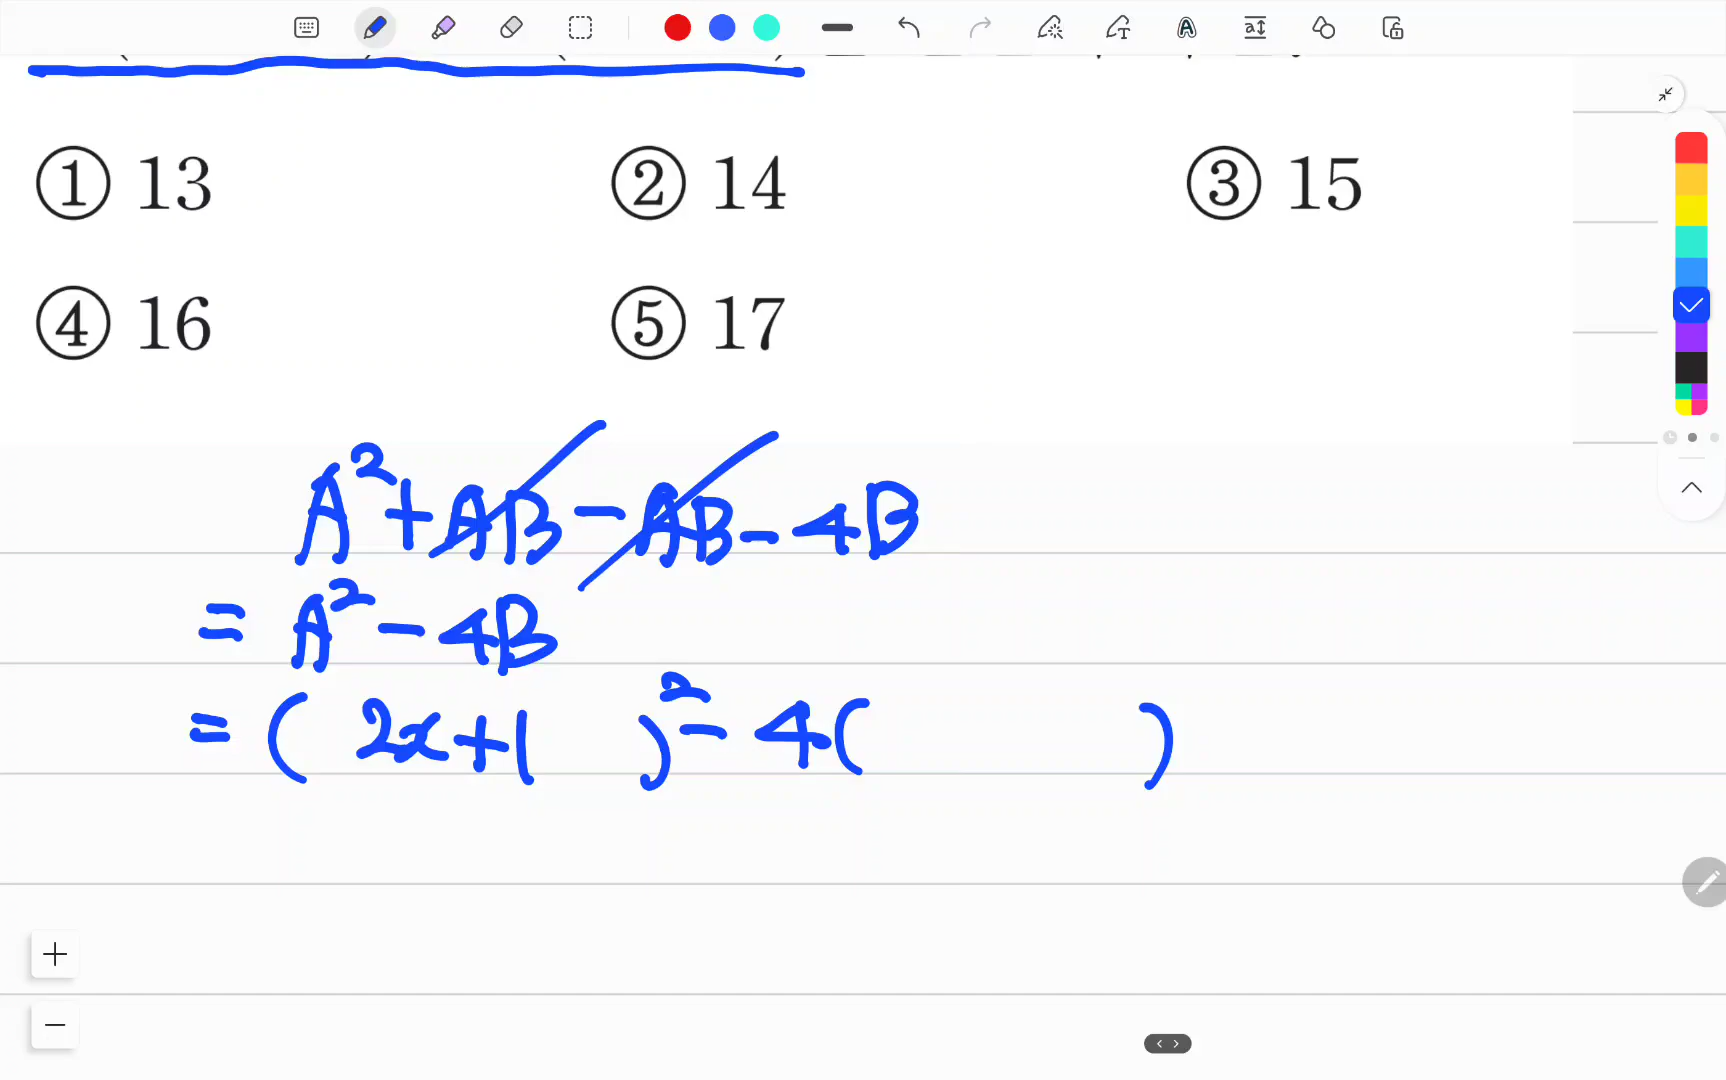 ① 13 ② 14 ③ 15
④ 16 ⑤ 17
A²+AB-AB-4B
= A²-4B
= ( 2x+1 )²-4( )